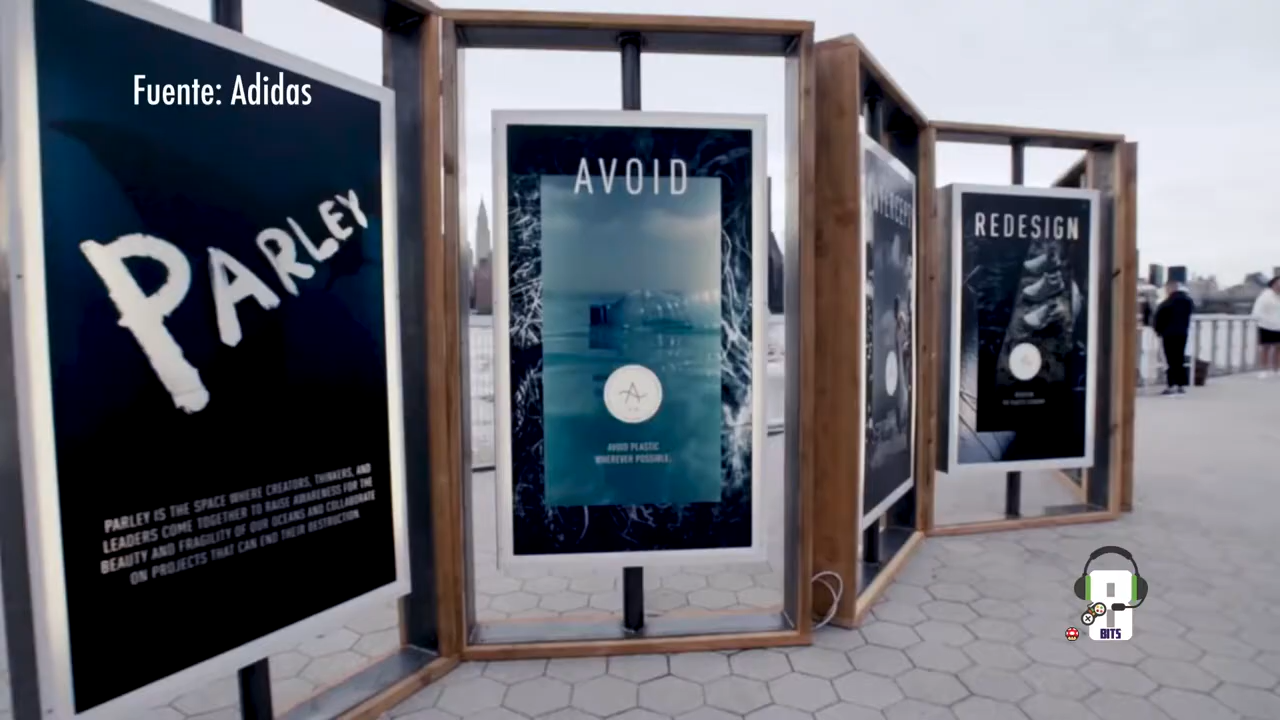 Fuente: Adidas
PARLEY
PARLEY IS THE SPACE WHERE CREATORS, THINKERS, AND
LEADERS COME TOGETHER TO RAISE AWARENESS FOR THE
BEAUTY AND FRAGILITY OF OUR OCEANS AND COLLABORATE
ON PROJECTS THAT CAN END THEIR DESTRUCTION
AVOID
AVOID PLASTIC
WHEREVER POSSIBLE.
INTERCEPT
REDESIGN
BITS